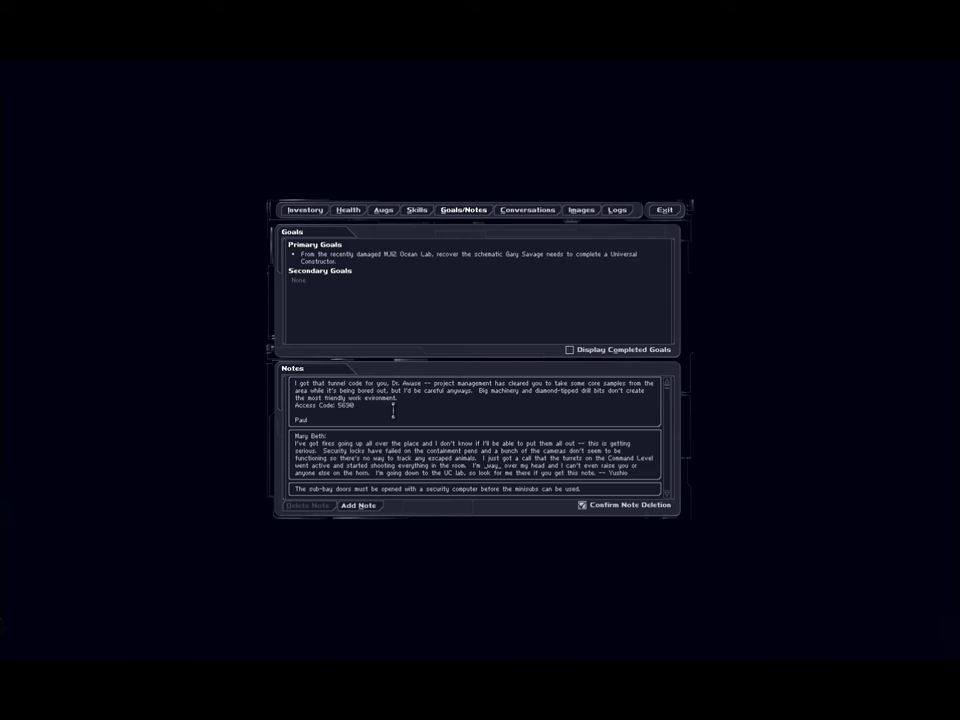 Inventory Health Augs Skills Goals/Notes Conversations Images Logs Exit
Goals
Primary Goals
• From the recently damaged MJ12 Ocean Lab, recover the schematic Gary Savage needs to complete a Universal
Constructor.
Secondary Goals
None
Display Completed Goals
Notes
I got that tunnel code for you, Dr. Awase -- project management has cleared you to take some core samples from the
area while it's being bored out, but I'd be careful anyways. Big machinery and diamond-tipped drill bits don't create
the most friendly work evironment.
Access Code: 5690
Paul
Mary Beth:
I've got fires going up all over the place and I don't know if I'll be able to put them all out -- this is getting
serious. Security locks have failed on the containment pens and a bunch of the cameras don't seem to be
functioning so there's no way to track any escaped animals. I just got a call that the turrets on the Command Level
went active and started shooting everything in the room. I'm _way_ over my head and I can't even raise you or
anyone else on the horn. I'm going down to the UC lab, so look for me there if you get this note. -- Yushio
The sub-bay doors must be opened with a security computer before the minisubs can be used.
Delete Note Add Note Confirm Note Deletion